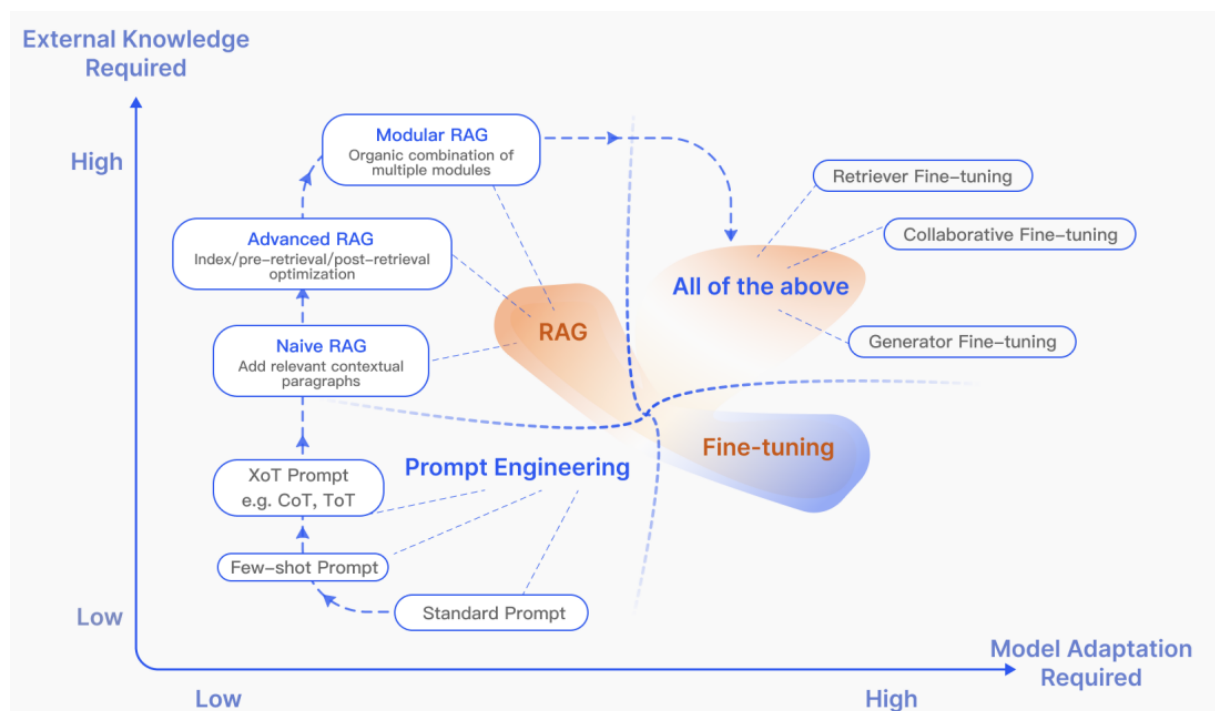 External Knowledge
Required
High
Modular RAG
Organic combination of
multiple modules
Retriever Fine-tuning
Collaborative Fine-tuning
Advanced RAG
Index/pre-retrieval/post-retrieval
optimization
All of the above
RAG
Generator Fine-tuning
Naive RAG
Add relevant contextual
paragraphs
Fine-tuning
Prompt Engineering
XoT Prompt
e.g. CoT, ToT
Few-shot Prompt
Standard Prompt
Low
Model Adaptation
Required
Low
High